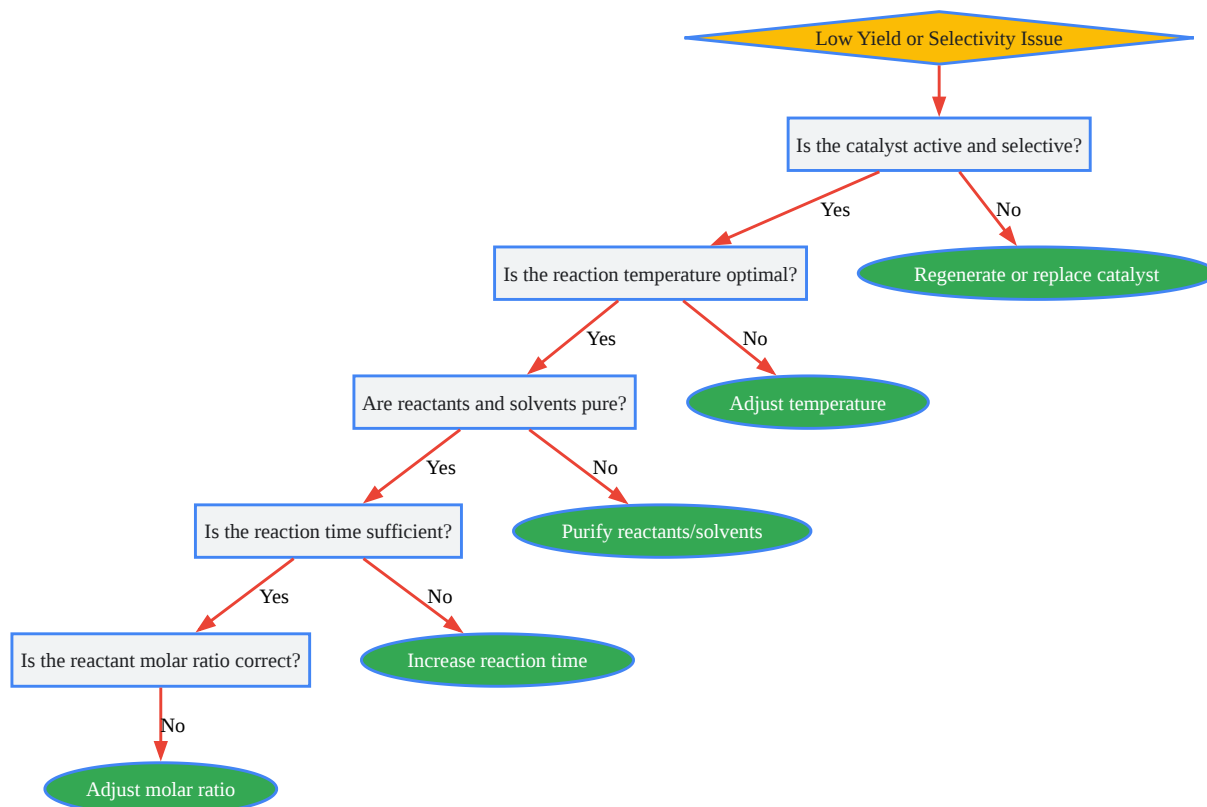 Low Yield or Selectivity Issue
Is the catalyst active and selective?
Yes
No
Is the reaction temperature optimal?
Regenerate or replace catalyst
Yes
No
Are reactants and solvents pure?
Adjust temperature
Yes
No
Is the reaction time sufficient?
Purify reactants/solvents
Yes
No
Is the reactant molar ratio correct?
Increase reaction time
No
Adjust molar ratio